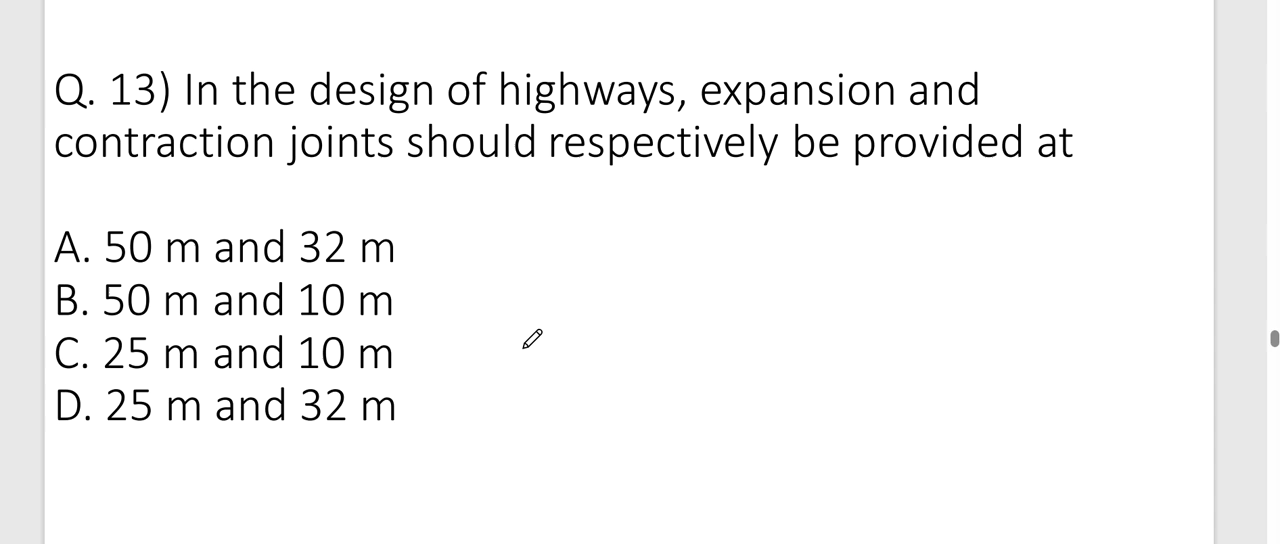 Q. 13) In the design of highways, expansion and
contraction joints should respectively be provided at
A. 50 m and 32 m
B. 50 m and 10 m
C. 25 m and 10 m
D. 25 m and 32 m